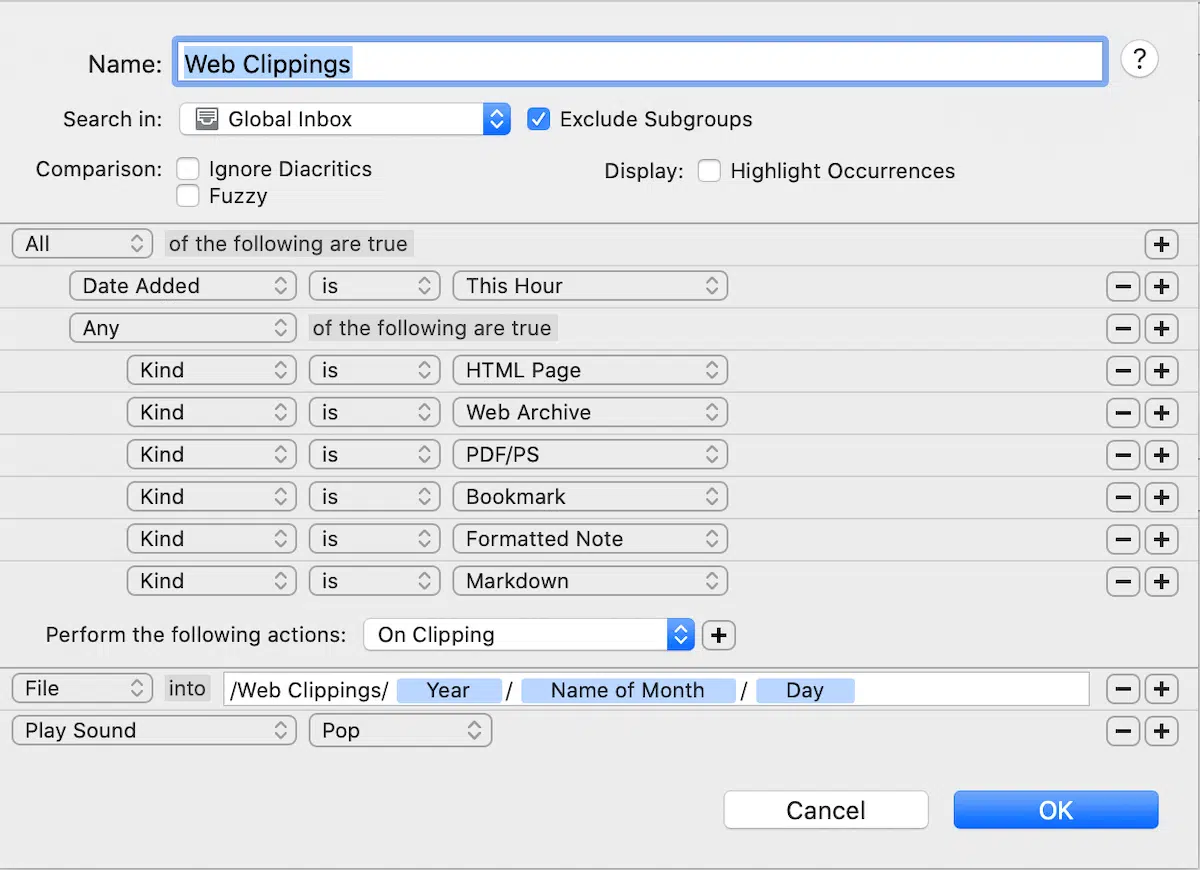 Name: Web Clippings ?
Search in: Global Inbox Exclude Subgroups
Comparison: Ignore Diacritics Display: Highlight Occurrences
Fuzzy
All of the following are true
Date Added is This Hour
Any of the following are true
Kind is HTML Page
Kind is Web Archive
Kind is PDF/PS
Kind is Bookmark
Kind is Formatted Note
Kind is Markdown
Perform the following actions: On Clipping
File into /Web Clippings/ Year / Name of Month / Day
Play Sound Pop
Cancel OK